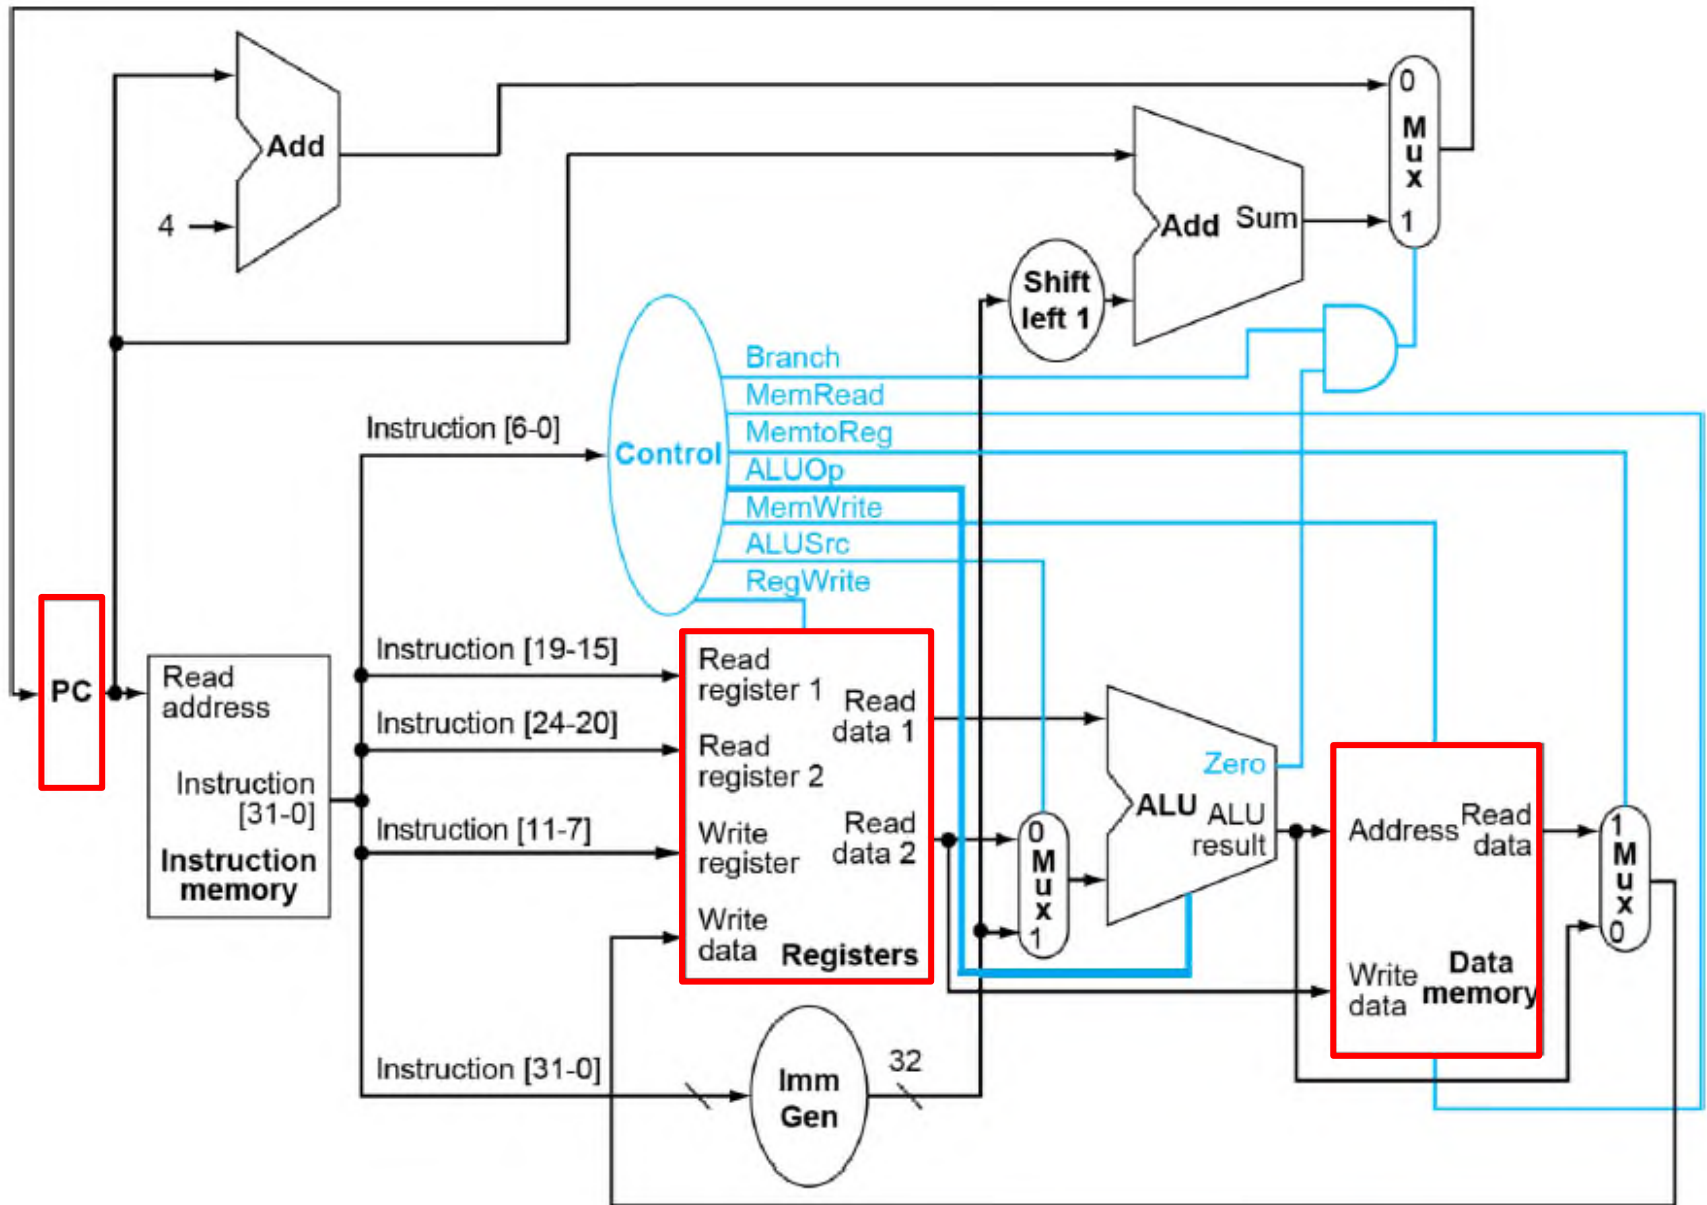 Add
4
0
Mux
1
Add
Sum
Shift
left 1
Branch
MemRead
MemtoReg
ALUOp
MemWrite
ALUSrc
RegWrite
Control
Instruction [6-0]
PC
Read
address
Instruction
[31-0]
Instruction
memory
Instruction [19-15]
Instruction [24-20]
Instruction [11-7]
Instruction [31-0]
Read
register 1
Read
register 2
Write
register
Write
data
Read
data 1
Read
data 2
Registers
Imm
Gen
32
0
Mux
1
Zero
ALU
ALU
result
Address
Read
data
Write
data
Data
memory
1
Mux
0